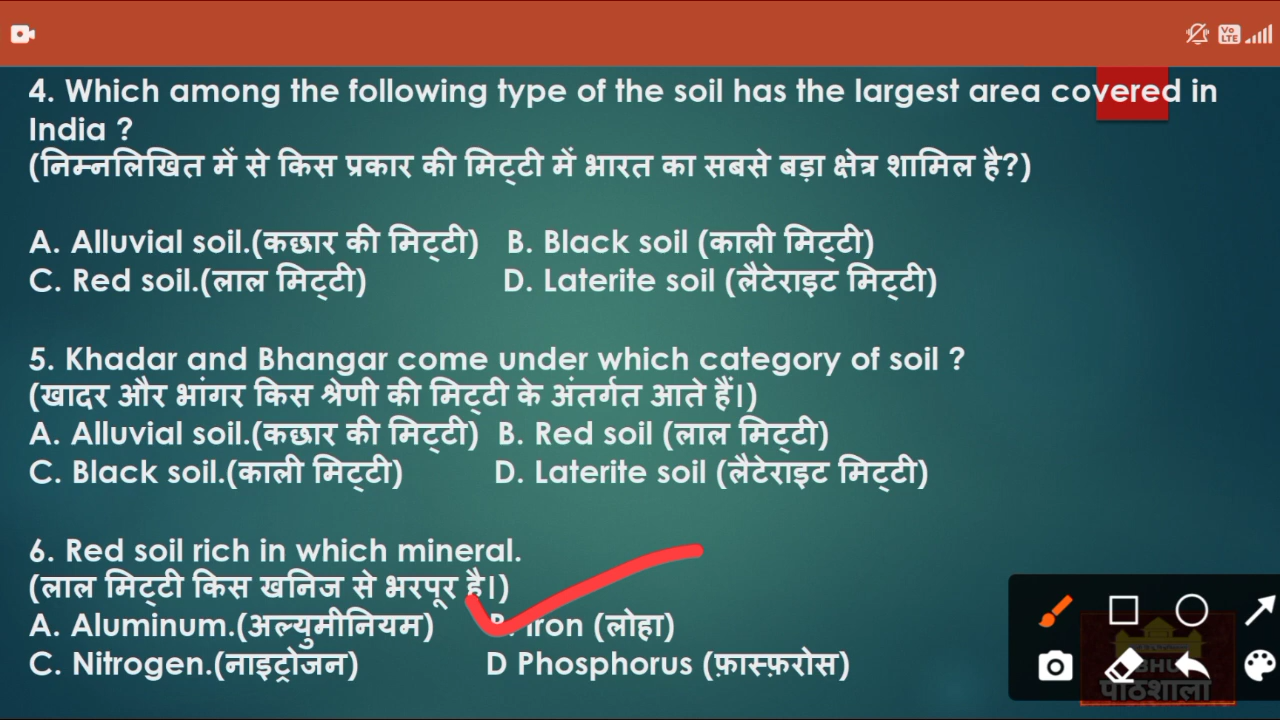 Vo
LTE
4. Which among the following type of the soil has the largest area covered in
India ?
(निम्नलिखित में से किस प्रकार की मिट्टी में भारत का सबसे बड़ा क्षेत्र शामिल है?)
A. Alluvial soil.(कछार की मिट्टी) B. Black soil (काली मिट्टी)
C. Red soil.(लाल मिट्टी) D. Laterite soil (लैटेराइट मिट्टी)
5. Khadar and Bhangar come under which category of soil ?
(खादर और भांगर किस श्रेणी की मिट्टी के अंतर्गत आते हैं।)
A. Alluvial soil.(कछार की मिट्टी) B. Red soil (लाल मिट्टी)
C. Black soil.(काली मिट्टी) D. Laterite soil (लैटेराइट मिट्टी)
6. Red soil rich in which mineral.
(लाल मिट्टी किस खनिज से भरपूर है।)
A. Aluminum.(अल्युमीनियम) B. Iron (लोहा)
C. Nitrogen.(नाइट्रोजन) D Phosphorus (फ़ास्फ़रोस)
BHU
पाठशाला